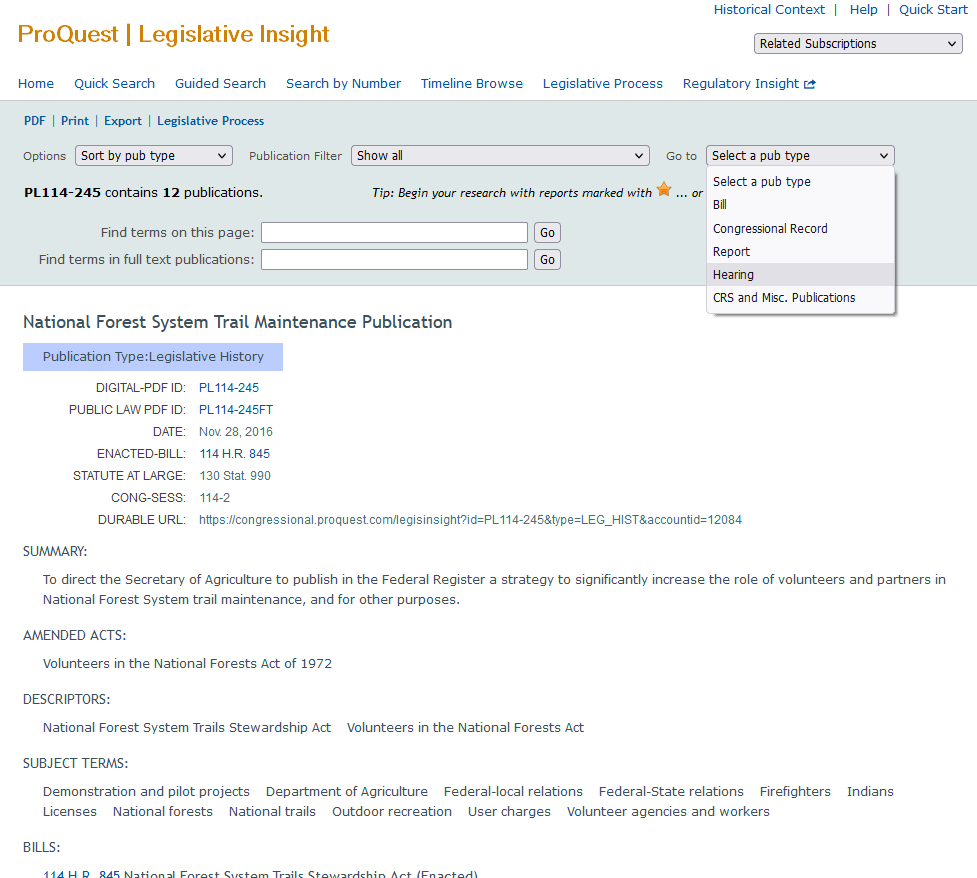 Historical Context | Help | Quick Start
ProQuest | Legislative Insight
Related Subscriptions
Home Quick Search Guided Search Search by Number Timeline Browse Legislative Process Regulatory Insight
PDF | Print | Export | Legislative Process
Options Sort by pub type Publication Filter Show all Go to Select a pub type
Select a pub type
Bill
Congressional Record
Report
Hearing
CRS and Misc. Publications
PL114-245 contains 12 publications. Tip: Begin your research with reports marked with ... or
Find terms on this page: Go
Find terms in full text publications: Go
National Forest System Trail Maintenance Publication
Publication Type:Legislative History
DIGITAL-PDF ID: PL114-245
PUBLIC LAW PDF ID: PL114-245FT
DATE: Nov. 28, 2016
ENACTED-BILL: 114 H.R. 845
STATUTE AT LARGE: 130 Stat. 990
CONG-SESS: 114-2
DURABLE URL: https://congressional.proquest.com/legisinsight?id=PL114-245&type=LEG_HIST&accountid=12084
SUMMARY:
To direct the Secretary of Agriculture to publish in the Federal Register a strategy to significantly increase the role of volunteers and partners in
National Forest System trail maintenance, and for other purposes.
AMENDED ACTS:
Volunteers in the National Forests Act of 1972
DESCRIPTORS:
National Forest System Trails Stewardship Act Volunteers in the National Forests Act
SUBJECT TERMS:
Demonstration and pilot projects Department of Agriculture Federal-local relations Federal-State relations Firefighters Indians
Licenses National forests National trails Outdoor recreation User charges Volunteer agencies and workers
BILLS:
114 H.R. 845 National Forest System Trails Stewardship Act (Enacted)